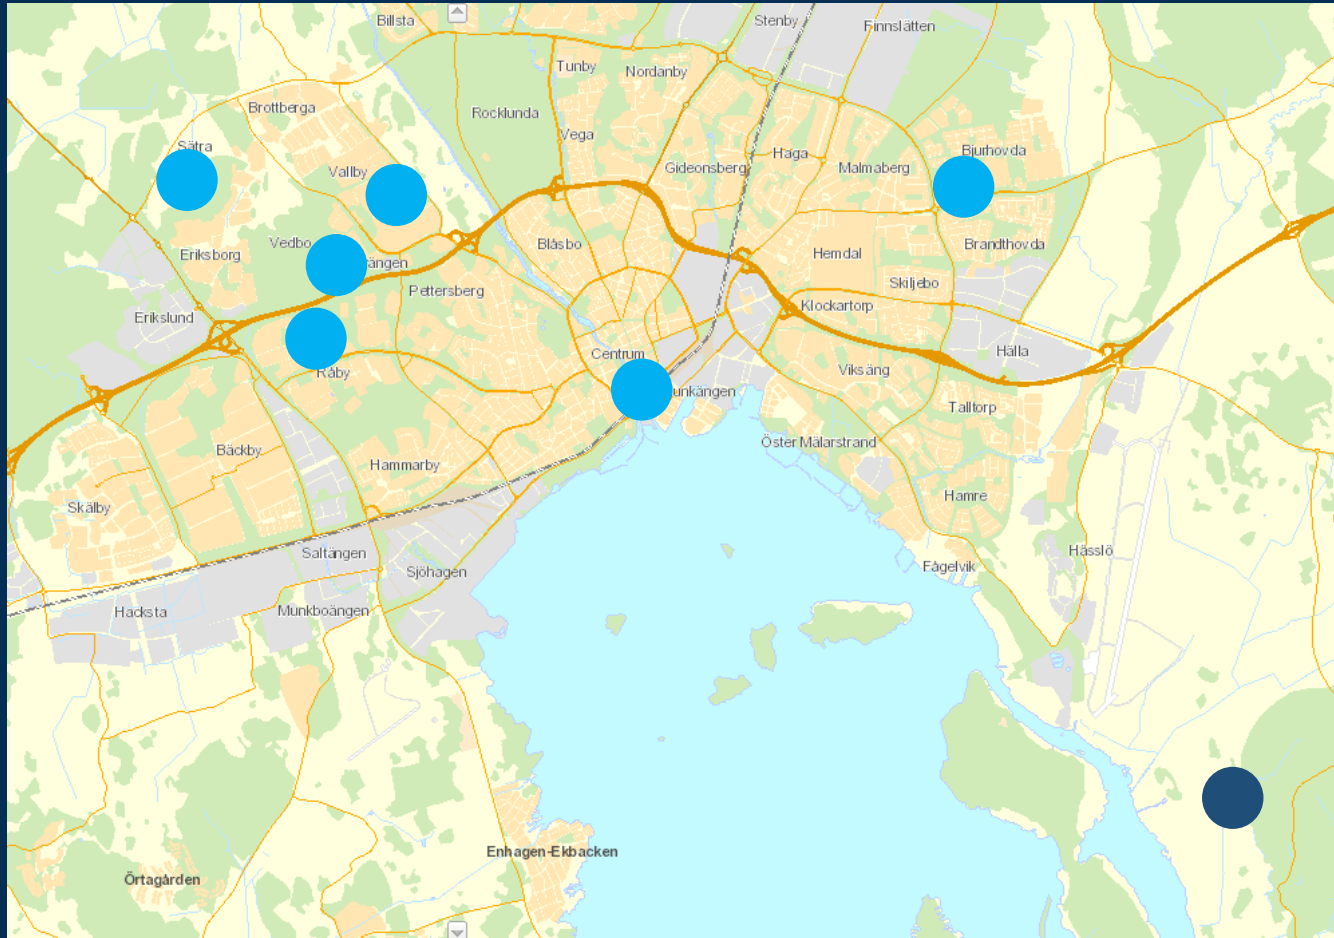 Billsta
Stenby
Finnslätten
Tunby
Nordanby
Brottberga
Rocklunda
Vega
Sätra
Haga
Bjurhovda
Vallby
Gideonsberg
Malmaberg
Vedbo
Blåsbo
Brandthovda
Eriksborg
Hemdal
ängen
Skiljebo
Pettersberg
Klockartorp
Erikslund
Hälla
Centrum
Råby
Viksäng
unkängen
Talltorp
Öster Mälarstrand
Bäckby
Hammarby
Hamre
Skälby
Saltängen
Hässlö
Sjöhagen
Fågelvik
Hacksta
Munkboängen
Enhagen-Ekbacken
Örtagården